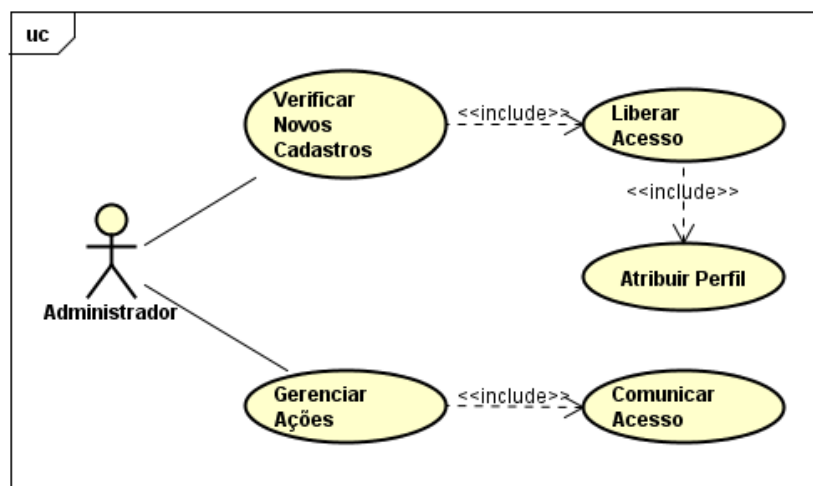 uc
Verificar
Novos
Cadastros
<<include>>
Liberar
Acesso
<<include>>
Atribuir Perfil
Administrador
Gerenciar
Ações
<<include>>
Comunicar
Acesso